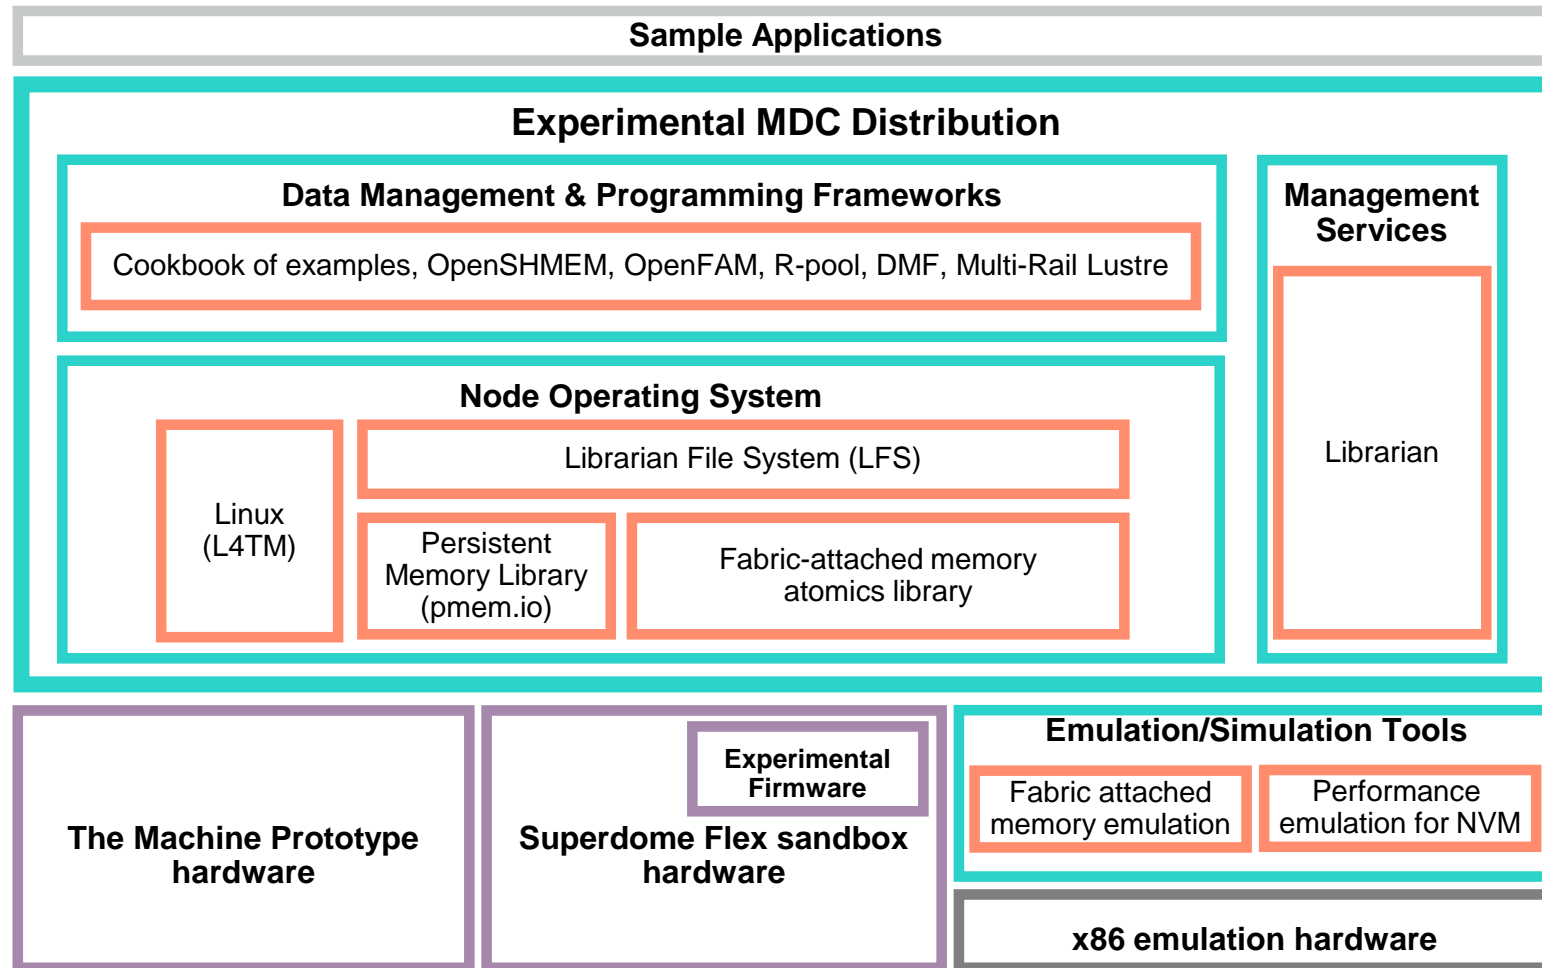 Sample Applications
Experimental MDC Distribution
Data Management & Programming Frameworks
Cookbook of examples, OpenSHMEM, OpenFAM, R-pool, DMF, Multi-Rail Lustre
Management
Services
Librarian
Node Operating System
Linux
(L4TM)
Librarian File System (LFS)
Persistent
Memory Library
(pmem.io)
Fabric-attached memory
atomics library
The Machine Prototype
hardware
Experimental
Firmware
Superdome Flex sandbox
hardware
Emulation/Simulation Tools
Fabric attached
memory emulation
Performance
emulation for NVM
x86 emulation hardware